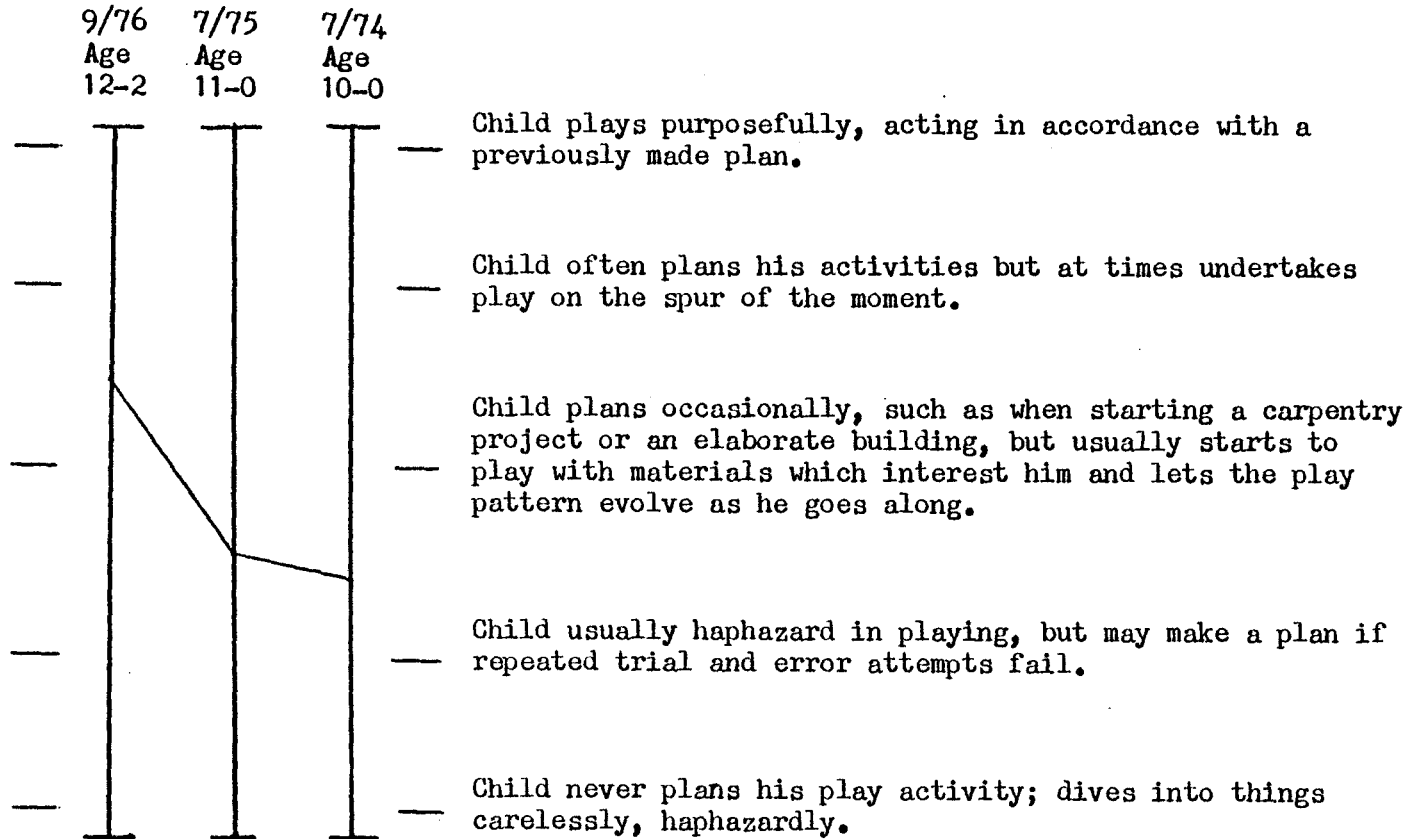 9/76 7/75 7/74
Age Age Age
12-2 11-0 10-0
Child plays purposefully, acting in accordance with a
previously made plan.
Child often plans his activities but at times undertakes
play on the spur of the moment.
Child plans occasionally, such as when starting a carpentry
project or an elaborate building, but usually starts to
play with materials which interest him and lets the play
pattern evolve as he goes along.
Child usually haphazard in playing, but may make a plan if
repeated trial and error attempts fail.
Child never plans his play activity; dives into things
carelessly, haphazardly.